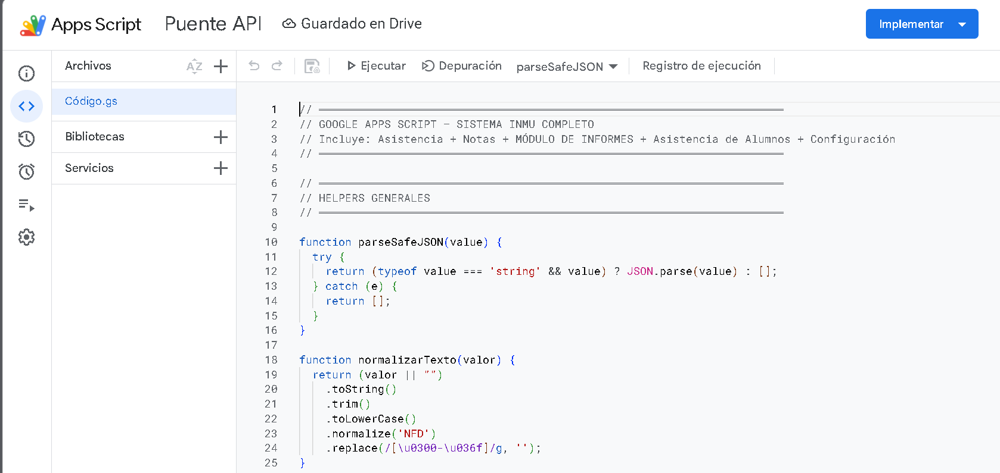 Apps Script Puente API Guardado en Drive Implementar
Archivos AZ Ejecutar Depuración parseSafeJSON Registro de ejecución
Código.gs
Bibliotecas
Servicios
1 // ═══════════════════════════════════════════════════════════════════════
2 // GOOGLE APPS SCRIPT – SISTEMA INMU COMPLETO
3 // Incluye: Asistencia + Notas + MÓDULO DE INFORMES + Asistencia de Alumnos + Configuración
4 // ═══════════════════════════════════════════════════════════════════════
5
6 // ═══════════════════════════════════════════════════════════════════════
7 // HELPERS GENERALES
8 // ═══════════════════════════════════════════════════════════════════════
9
10 function parseSafeJSON(value) {
11   try {
12     return (typeof value === 'string' && value) ? JSON.parse(value) : [];
13   } catch (e) {
14     return [];
15   }
16 }
17
18 function normalizarTexto(valor) {
19   return (valor || "")
20     .toString()
21     .trim()
22     .toLowerCase()
23     .normalize('NFD')
24     .replace(/[\u0300-\u036f]/g, '');
25 }